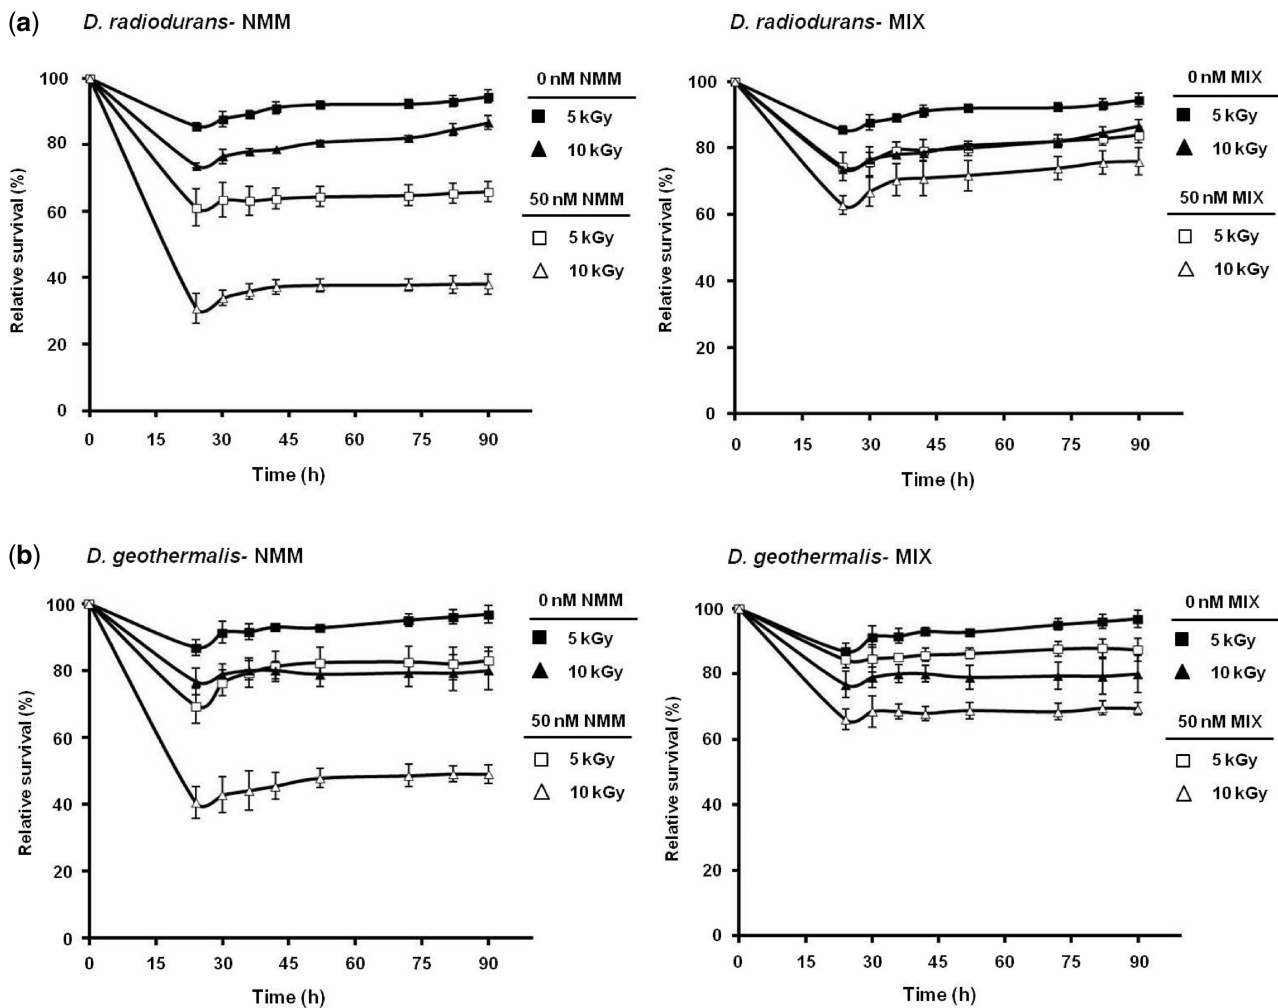 (a)
D. radiodurans- NMM
Relative survival (%)
100
80
60
40
20
0
0 15 30 45 60 75 90
Time (h)
0 nM NMM
5 kGy
10 kGy
50 nM NMM
5 kGy
10 kGy
D. radiodurans- MIX
Relative survival (%)
100
80
60
40
20
0
0 15 30 45 60 75 90
Time (h)
0 nM MIX
5 kGy
10 kGy
50 nM MIX
5 kGy
10 kGy
(b)
D. geothermalis- NMM
Relative survival (%)
100
80
60
40
20
0
0 15 30 45 60 75 90
Time (h)
0 nM NMM
5 kGy
10 kGy
50 nM NMM
5 kGy
10 kGy
D. geothermalis- MIX
Relative survival (%)
100
80
60
40
20
0
0 15 30 45 60 75 90
Time (h)
0 nM MIX
5 kGy
10 kGy
50 nM MIX
5 kGy
10 kGy